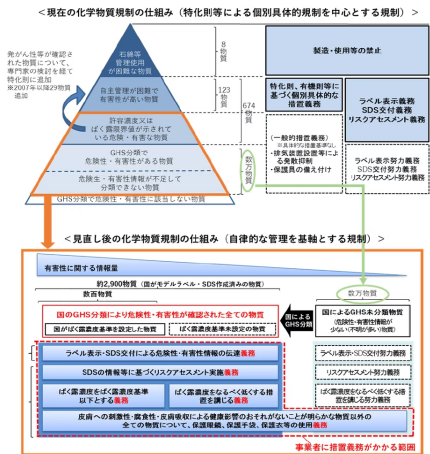 <現在の化学物質規制の仕組み(特化則等による個別具体的規制を中心とする規制)>
発がん性等が確認された物質について、専門家の検討を経て特化則に追加
※2007年以降29物質追加
石綿等
管理使用
が困難な物質
自主管理が困難で
有害性が高い物質
許容濃度又は
ばく露限界値が示されて
いる危険・有害な物質
GHS分類で
危険性・有害性がある物質
危険性・有害性情報が不足して
分類できない物質
GHS分類で危険性・有害性に該当しない物質
8物質
123物質
674物質
数万物質
製造・使用等の禁止
特化則、有機則等に
基づく個別具体的な
措置義務
(一般的措置義務)
※具体的な措置基準なし
・排気装置設置等によ
る発散抑制
・保護具の備え付け
ラベル表示義務
SDS交付義務
リスクアセスメント義務
ラベル表示努力義務
SDS交付努力義務
リスクアセスメント努力義務
<見直し後の化学物質規制の仕組み(自律的な管理を基軸とする規制)>
有害性に関する情報量
約2,900物質(国がモデルラベル・SDS作成済みの物質)
数百物質
数万物質
国のGHS分類により危険性・有害性が確認された全ての物質
国がばく露濃度基準を設定した物質
ばく露濃度基準未設定の物質
国による
GHS分類
国によるGHS未分類物質
(危険性・有害性情報が
少ない(不明が多い)物質)
ラベル表示・SDS交付による危険性・有害性情報の伝達義務
ラベル表示・SDS交付努力義務
SDSの情報等に基づくリスクアセスメント実施義務
リスクアセスメント努力義務
ばく露濃度をばく露濃度基準
以下とする義務
ばく露濃度をなるべく低くする措
置を講じる義務
ばく露濃度をなるべく低くする措置
を講じる努力義務
皮膚への刺激性・腐食性・皮膚吸収による健康影響のおそれがないことが明らかな物質以外の
全ての物質について、保護眼鏡、保護手袋、保護衣等の使用義務
事業者に措置義務がかかる範囲